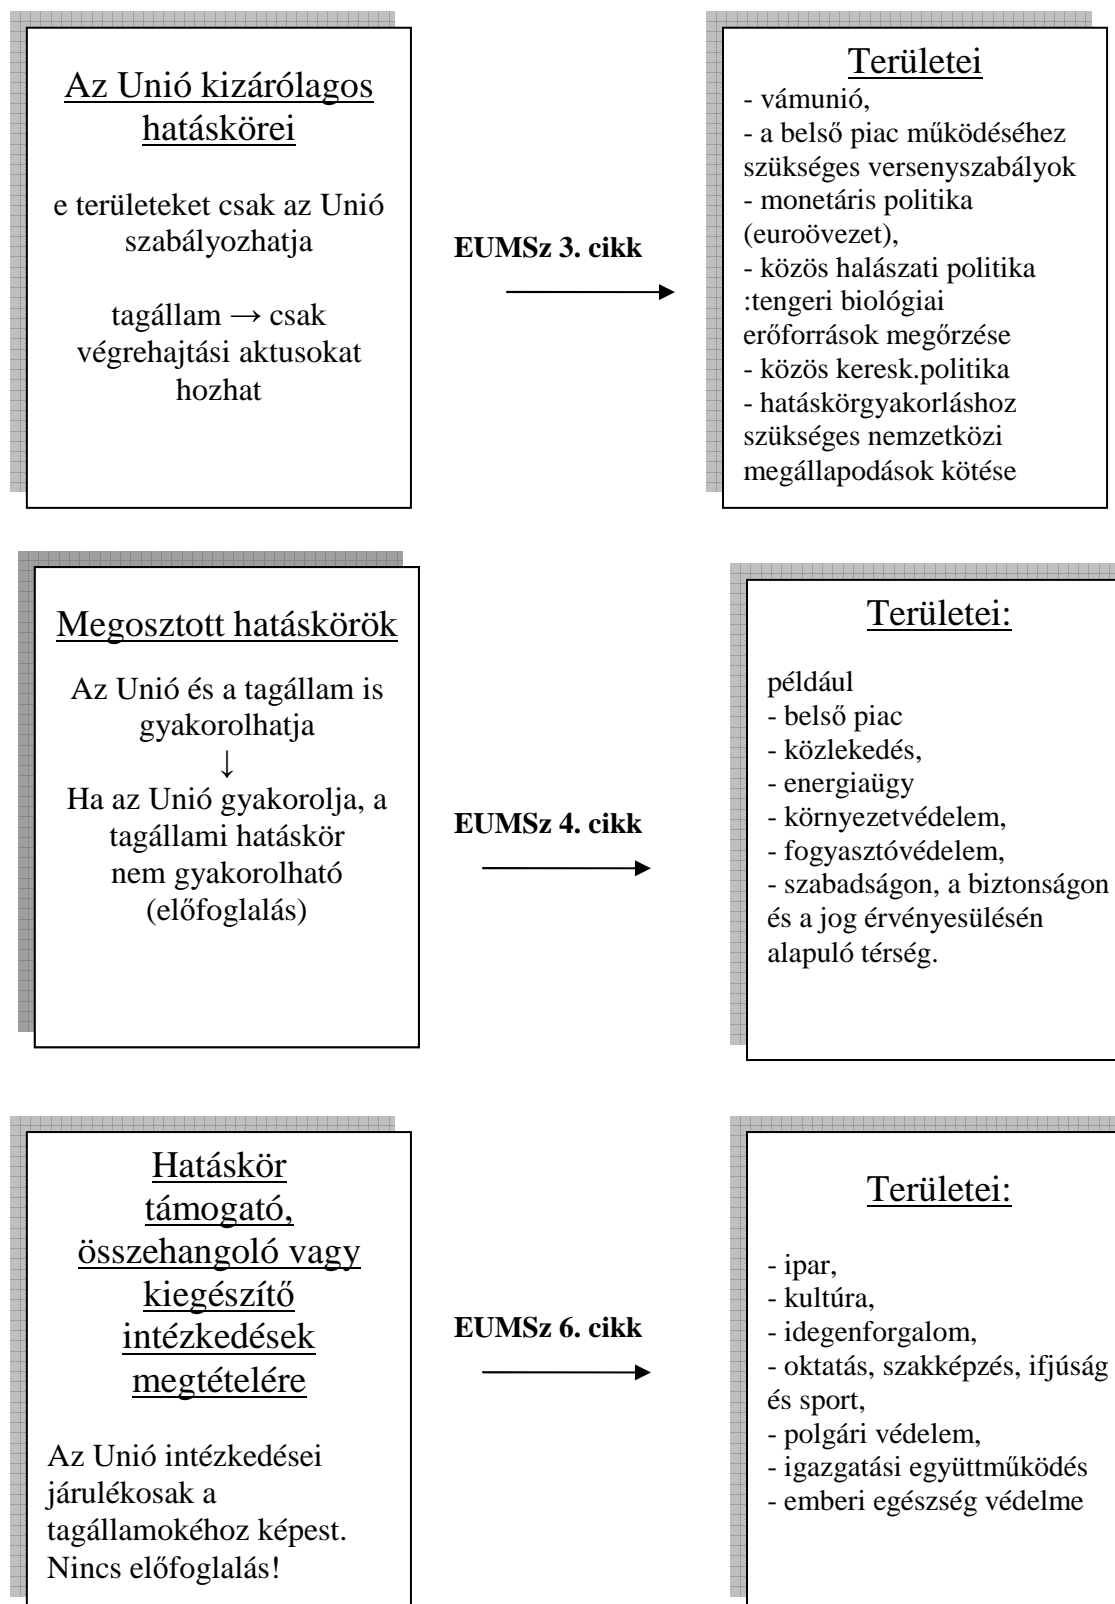 Az Unió kizárólagos
hatáskörei
e területeket csak az Unió
szabályozhatja
tagállam → csak
végrehajtási aktusokat
hozhat
EUMSz 3. cikk
Területei
- vámunió,
- a belső piac működéséhez
szükséges versenyszabályok
- monetáris politika
(euroövezet),
- közös halászati politika
:tengeri biológiai
erőforrások megőrzése
- közös keresk.politika
- hatáskörgyakorláshoz
szükséges nemzetközi
megállapodások kötése
Megosztott hatáskörök
Az Unió és a tagállam is
gyakorolhatja
↓
Ha az Unió gyakorolja, a
tagállami hatáskör
nem gyakorolható
(előfoglalás)
EUMSz 4. cikk
Területei:
például
- belső piac
- közlekedés,
- energiaügy
- környezetvédelem,
- fogyasztóvédelem,
- szabadságon, a biztonságon
és a jog érvényesülésén
alapuló térség.
Hatáskör
támogató,
összehangoló vagy
kiegészítő
intézkedések
megtételére
Az Unió intézkedései
járulékosak a
tagállamokéhoz képest.
Nincs előfoglalás!
EUMSz 6. cikk
Területei:
- ipar,
- kultúra,
- idegenforgalom,
- oktatás, szakképzés, ifjúság
és sport,
- polgári védelem,
- igazgatási együttműködés
- emberi egészség védelme